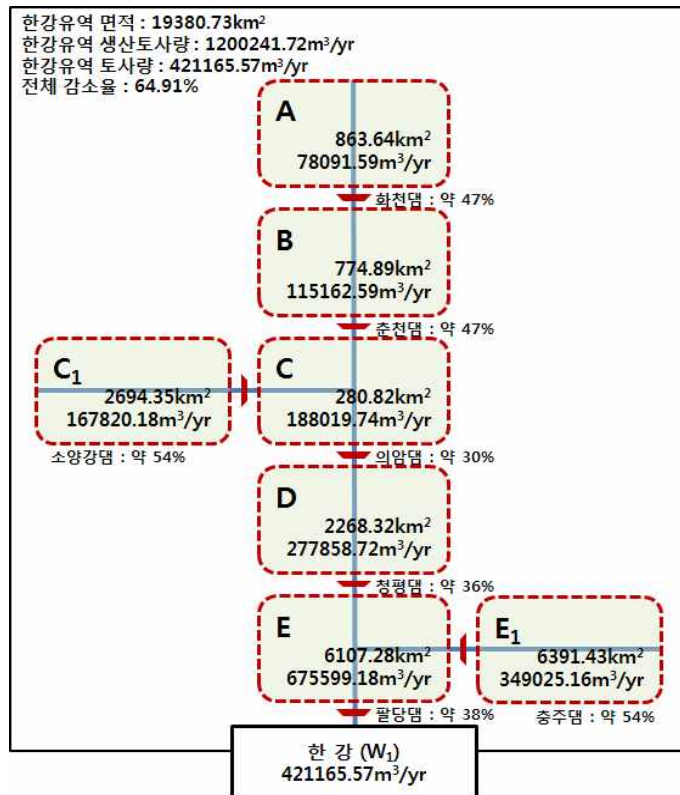 한강유역 면적 : 19380.73km²
한강유역 생산토사량 : 1200241.72m³/yr
한강유역 토사량 : 421165.57m³/yr
전체 감소율 : 64.91%
A
863.64km²
78091.59m³/yr
화천댐 : 약 47%
B
774.89km²
115162.59m³/yr
춘천댐 : 약 47%
C₁
2694.35km²
167820.18m³/yr
소양강댐 : 약 54%
C
280.82km²
188019.74m³/yr
의암댐 : 약 30%
D
2268.32km²
277858.72m³/yr
청평댐 : 약 36%
E
6107.28km²
675599.18m³/yr
팔당댐 : 약 38%
E₁
6391.43km²
349025.16m³/yr
충주댐 : 약 54%
한 강 (W₁)
421165.57m³/yr